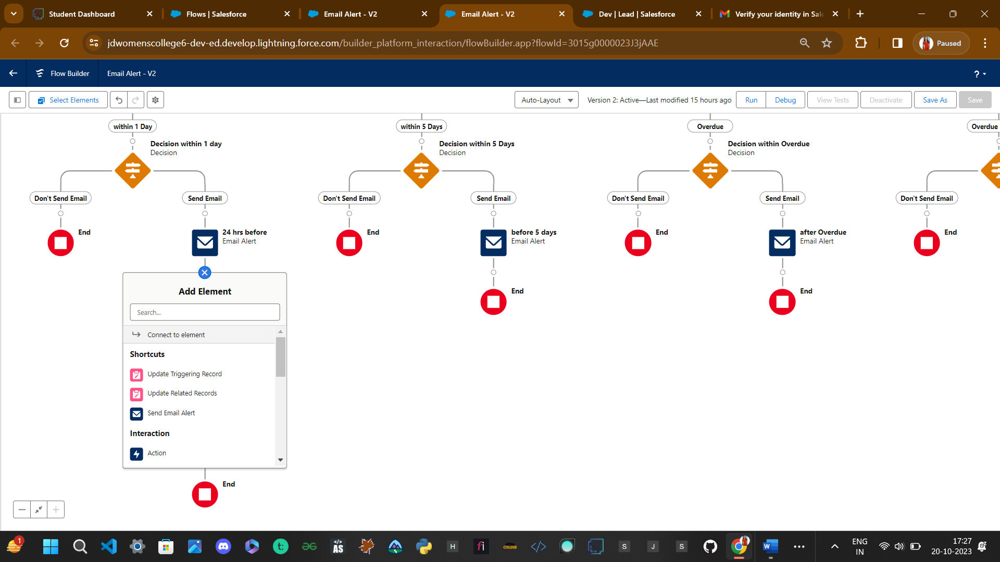 Student Dashboard
Flows | Salesforce
Email Alert - V2
Email Alert - V2
Dev | Lead | Salesforce
Verify your identity in Sale
jdwomenscollege6-dev-ed.develop.lightning.force.com/builder_platform_interaction/flowBuilder.app?flowId=3015g0000023J3jAAE
Paused
Flow Builder
Email Alert - V2
?
Select Elements
Auto-Layout
Version 2: Active—Last modified 15 hours ago
Run
Debug
View Tests
Deactivate
Save As
Save
within 1 Day
within 5 Days
Overdue
Overdue
Decision within 1 day
Decision
Decision within 5 Days
Decision
Decision within Overdue
Decision
Don't Send Email
Send Email
Don't Send Email
Send Email
Don't Send Email
Send Email
Don't Send Email
End
24 hrs before
Email Alert
End
before 5 days
Email Alert
End
after Overdue
Email Alert
End
Add Element
Search...
Connect to element
Shortcuts
Update Triggering Record
Update Related Records
Send Email Alert
Interaction
Action
End
End
End
1
t:
</> AS
H
fi
APNA COLLEGE
</>
S
J
S
W
ENG
IN
17:27
20-10-2023